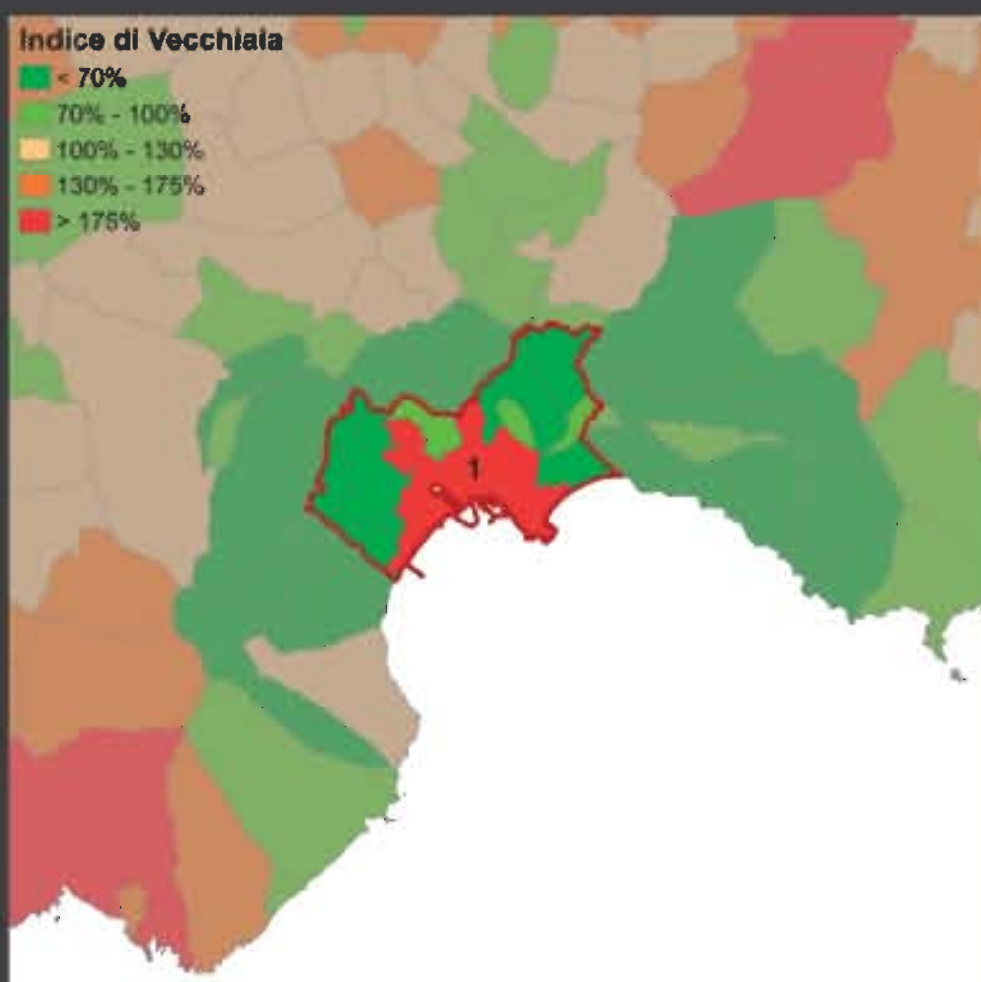 Indice di Vecchiaia
< 70%
70% - 100%
100% - 130%
130% - 175%
> 175%
1